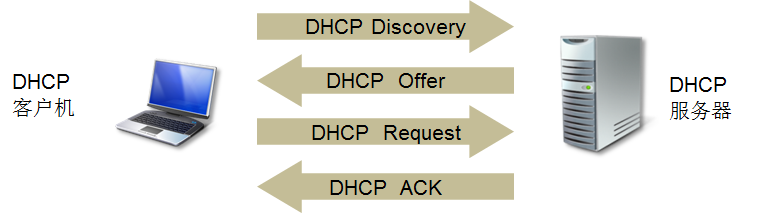 DHCP Discovery
DHCP Offer
DHCP
客户机
DHCP
服务器
DHCP Request
DHCP ACK